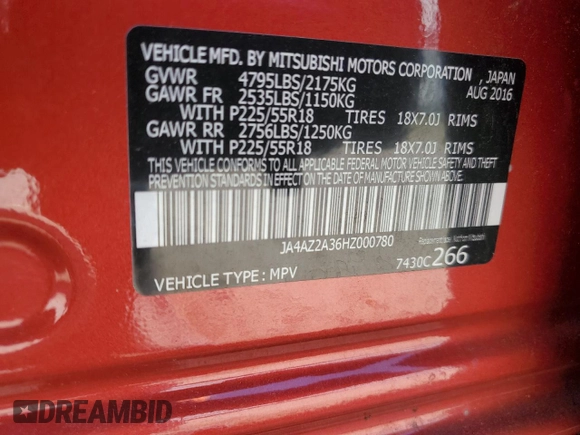 VEHICLE MFD. BY MITSUBISHI MOTORS CORPORATION , JAPAN
GVWR 4795LBS/2175KG AUG 2016
GAWR FR 2535LBS/1150KG
WITH P225/55R18 TIRES 18X7.0J RIMS
GAWR RR 2756LBS/1250KG
WITH P225/55R18 TIRES 18X7.0J RIMS
THIS VEHICLE CONFORMS TO ALL APPLICABLE FEDERAL MOTOR VEHICLE SAFETY AND THEFT
PREVENTION STANDARDS IN EFFECT ON THE DATE OF MANUFACTURE SHOWN ABOVE.
JA4AZ2A36HZ000780
VEHICLE TYPE: MPV 7430C 266
DREAMBID